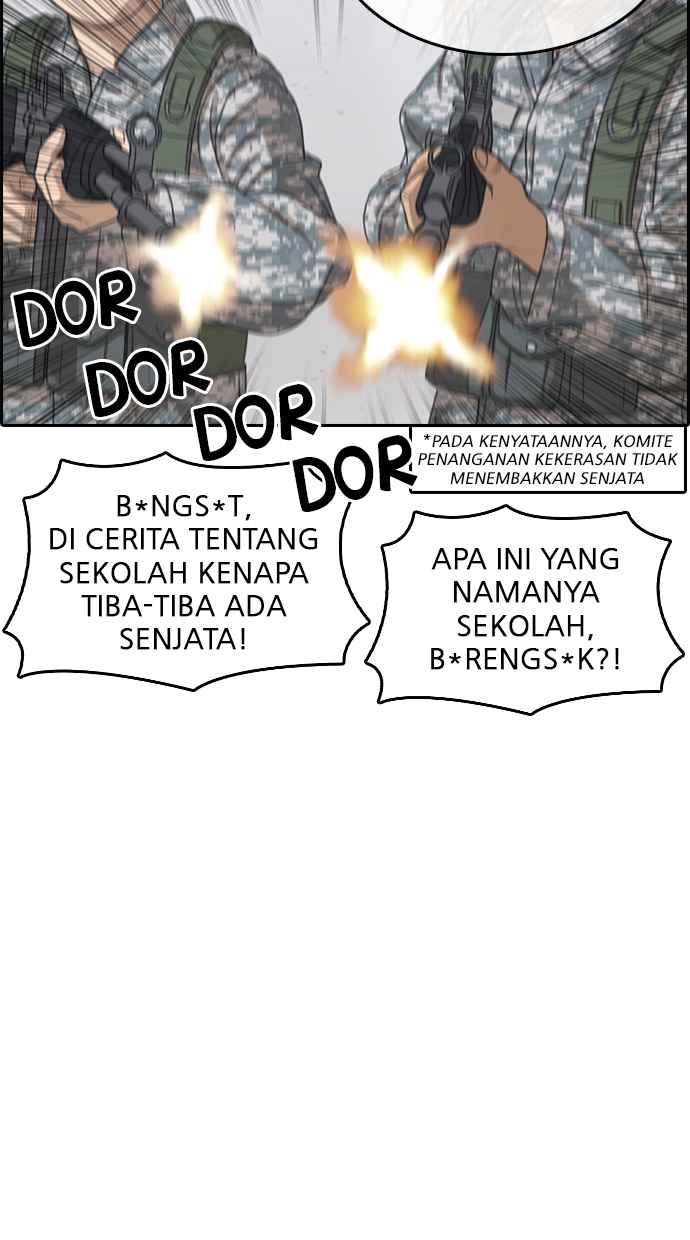 DOR
DOR
DOR
DOR
*PADA KENYATAANNYA, KOMITE
PENANGANAN KEKERASAN TIDAK
MENEMBAKKAN SENJATA
B*NGS*T,
DI CERITA TENTANG
SEKOLAH KENAPA
TIBA-TIBA ADA
SENJATA!
APA INI YANG
NAMANYA
SEKOLAH,
B*RENGS*K?!